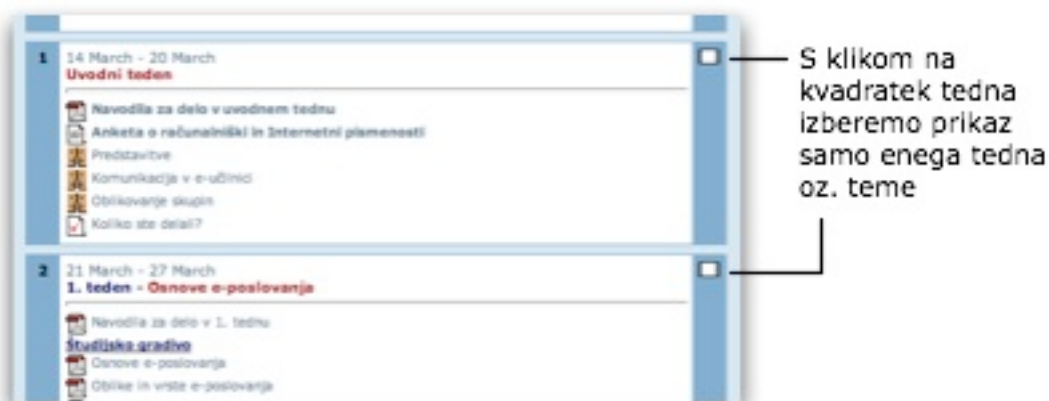 1 14 March - 20 March
Uvodni teden
Navodila za delo v uvodnem tednu
Anketa o računalniški in Internetni pismenosti
Predstavitve
Komunikacija v e-učilnici
Oblikovanje skupin
Koliko ste delali?
2 21 March - 27 March
1. teden - Osnove e-poslovanja
Navodila za delo v 1. tednu
Študijsko gradivo
Osnove e-poslovanja
Oblike in vrste e-poslovanja
S klikom na
kvadratek tedna
izberemo prikaz
samo enega tedna
oz. teme